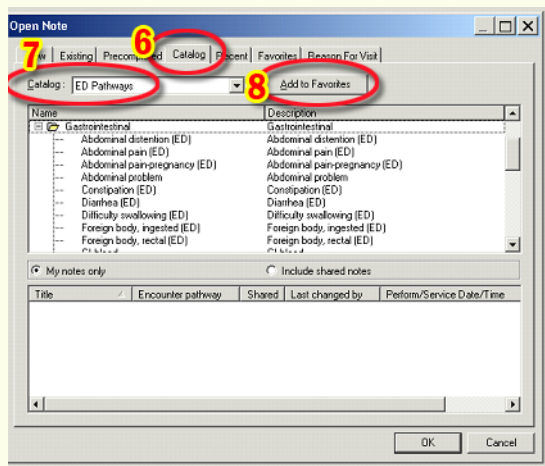 Open Note
7 6
Existing Precompleted Catalog Recent Favorites Reason For Visit
Catalog: ED Pathways 8 Add to Favorites
Name Description
Gastrointestinal Gastrointestinal
Abdominal distention (ED) Abdominal distention (ED)
Abdominal pain (ED) Abdominal pain (ED)
Abdominal pain-pregnancy (ED) Abdominal pain-pregnancy (ED)
Abdominal problem Abdominal problem
Constipation (ED) Constipation (ED)
Diarrhea (ED) Diarrhea (ED)
Difficulty swallowing (ED) Difficulty swallowing (ED)
Foreign body, ingested (ED) Foreign body, ingested (ED)
Foreign body, rectal (ED) Foreign body, rectal (ED)
My notes only Include shared notes
Title Encounter pathway Shared Last changed by Perform/Service Date/Time
OK Cancel